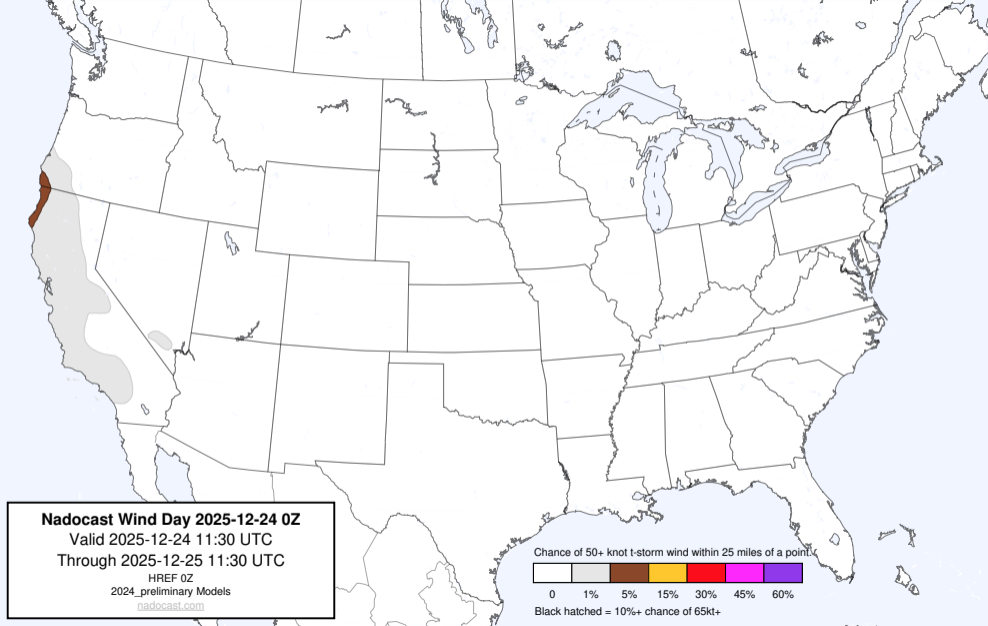 Nadocast Wind Day 2025-12-24 0Z
Valid 2025-12-24 11:30 UTC
Through 2025-12-25 11:30 UTC
HREF 0Z
2024_preliminary Models
nadocast.com
Chance of 50+ knot t-storm wind within 25 miles of a point.
0 1% 5% 15% 30% 45% 60%
Black hatched = 10%+ chance of 65kt+